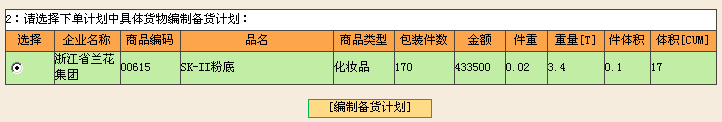 2：请选择下单计划中具体货物编制备货计划：
选择 企业名称 商品编码 品名 商品类型 包装件数 金额 件重 重量[T] 件体积 体积[CUM]
浙江省兰花集团 00615 SK-II粉底 化妆品 170 433500 0.02 3.4 0.1 17
[编制备货计划]